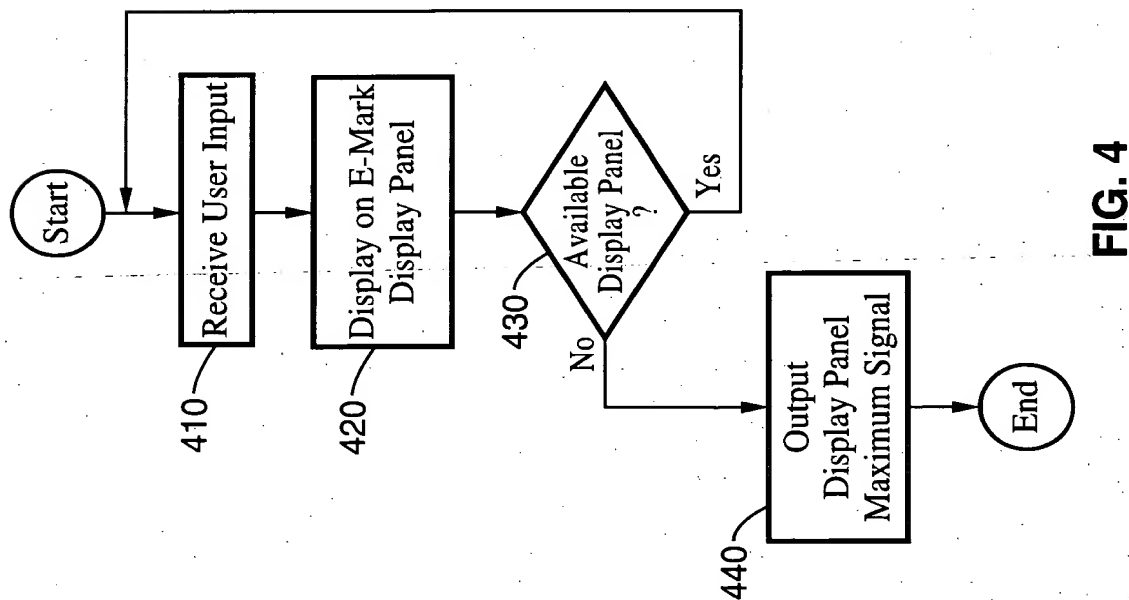 Start
410
Receive User Input
420
Display on E-Mark
Display Panel
430
Available
Display Panel
?
Yes
No
440
Output
Display Panel
Maximum Signal
End
FIG. 4